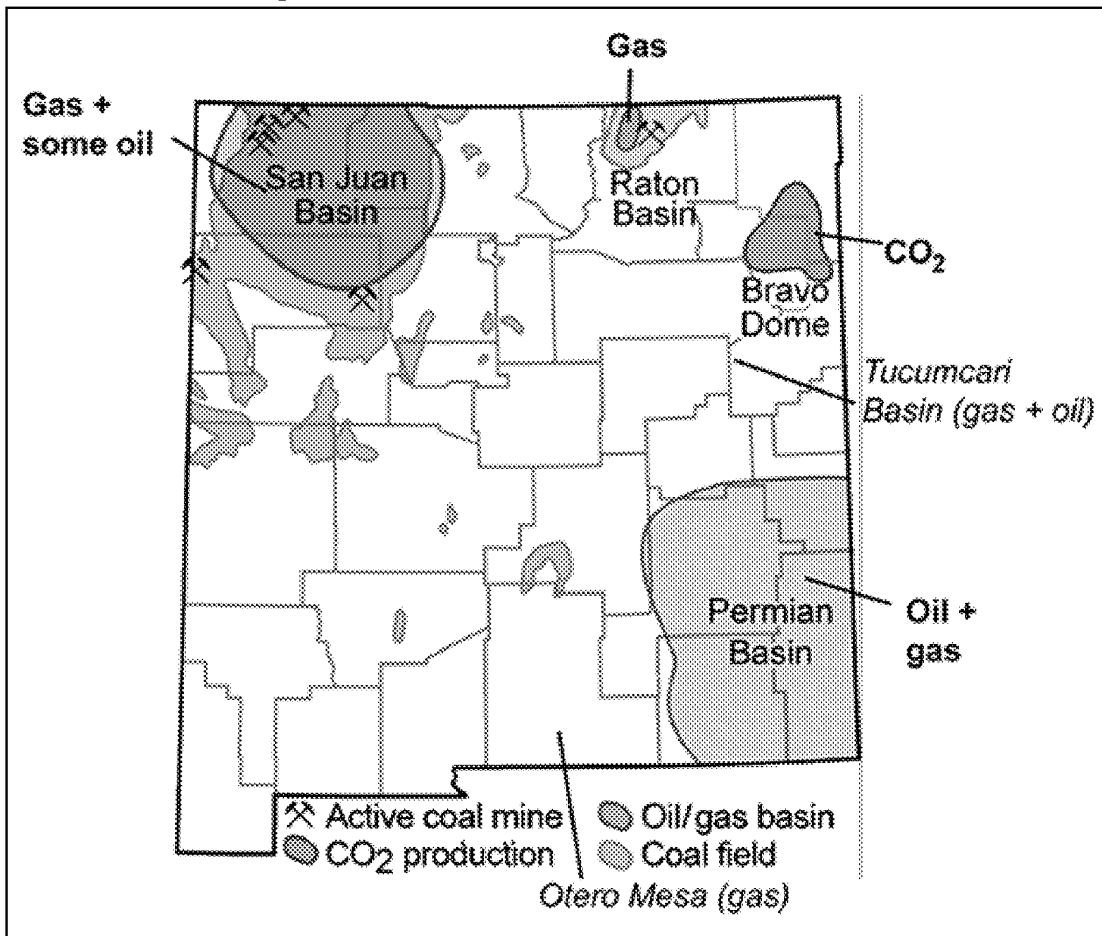 Gas
Gas +
some oil
San Juan
Basin
Raton
Basin
CO₂
Bravo
Dome
Tucumcari
Basin (gas + oil)
Permian
Basin
Oil +
gas
Active coal mine
Oil/gas basin
CO₂ production
Coal field
Otero Mesa (gas)